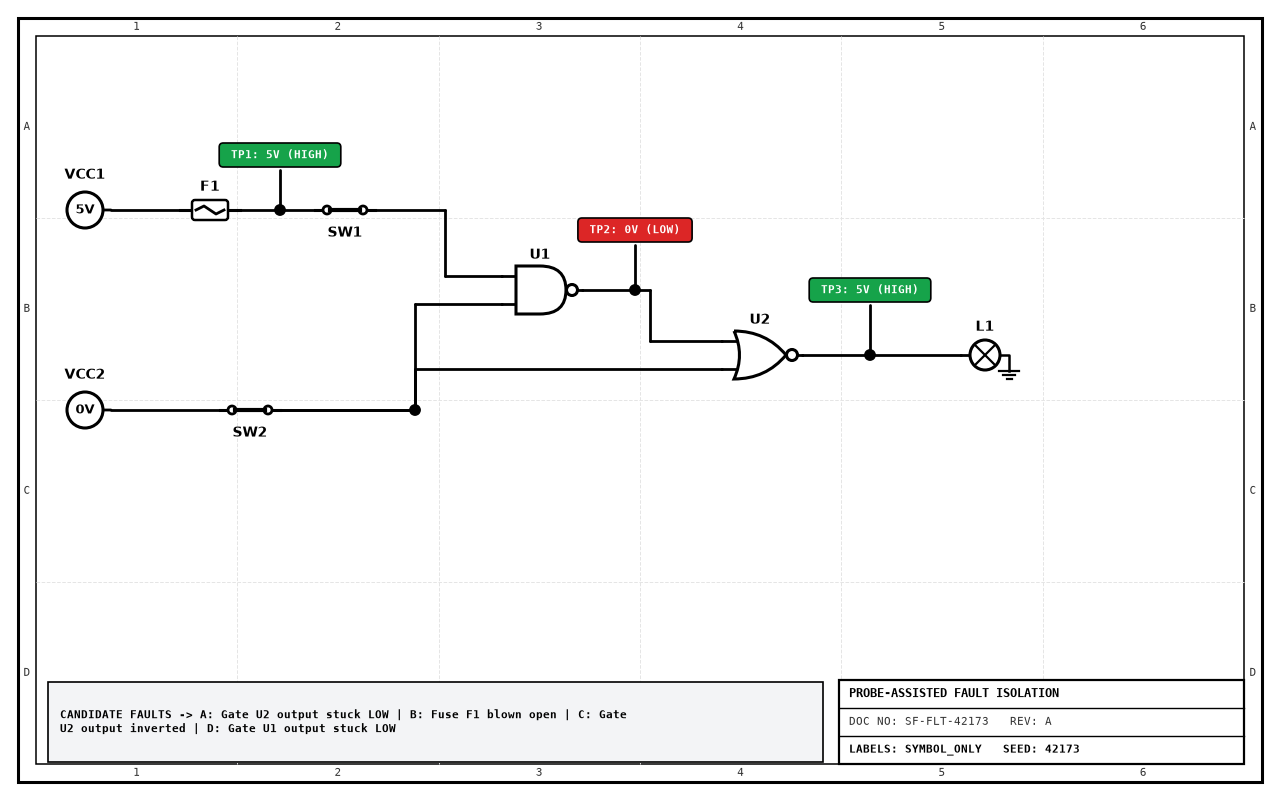 1 2 3 4 5 6
A A
TP1: 5V (HIGH)
VCC1
F1
5V
SW1
TP2: 0V (LOW)
U1
TP3: 5V (HIGH)
B B
U2
L1
VCC2
0V
SW2
C C
D D
CANDIDATE FAULTS -> A: Gate U2 output stuck LOW | B: Fuse F1 blown open | C: Gate
U2 output inverted | D: Gate U1 output stuck LOW
PROBE-ASSISTED FAULT ISOLATION
DOC NO: SF-FLT-42173 REV: A
LABELS: SYMBOL_ONLY SEED: 42173
1 2 3 4 5 6